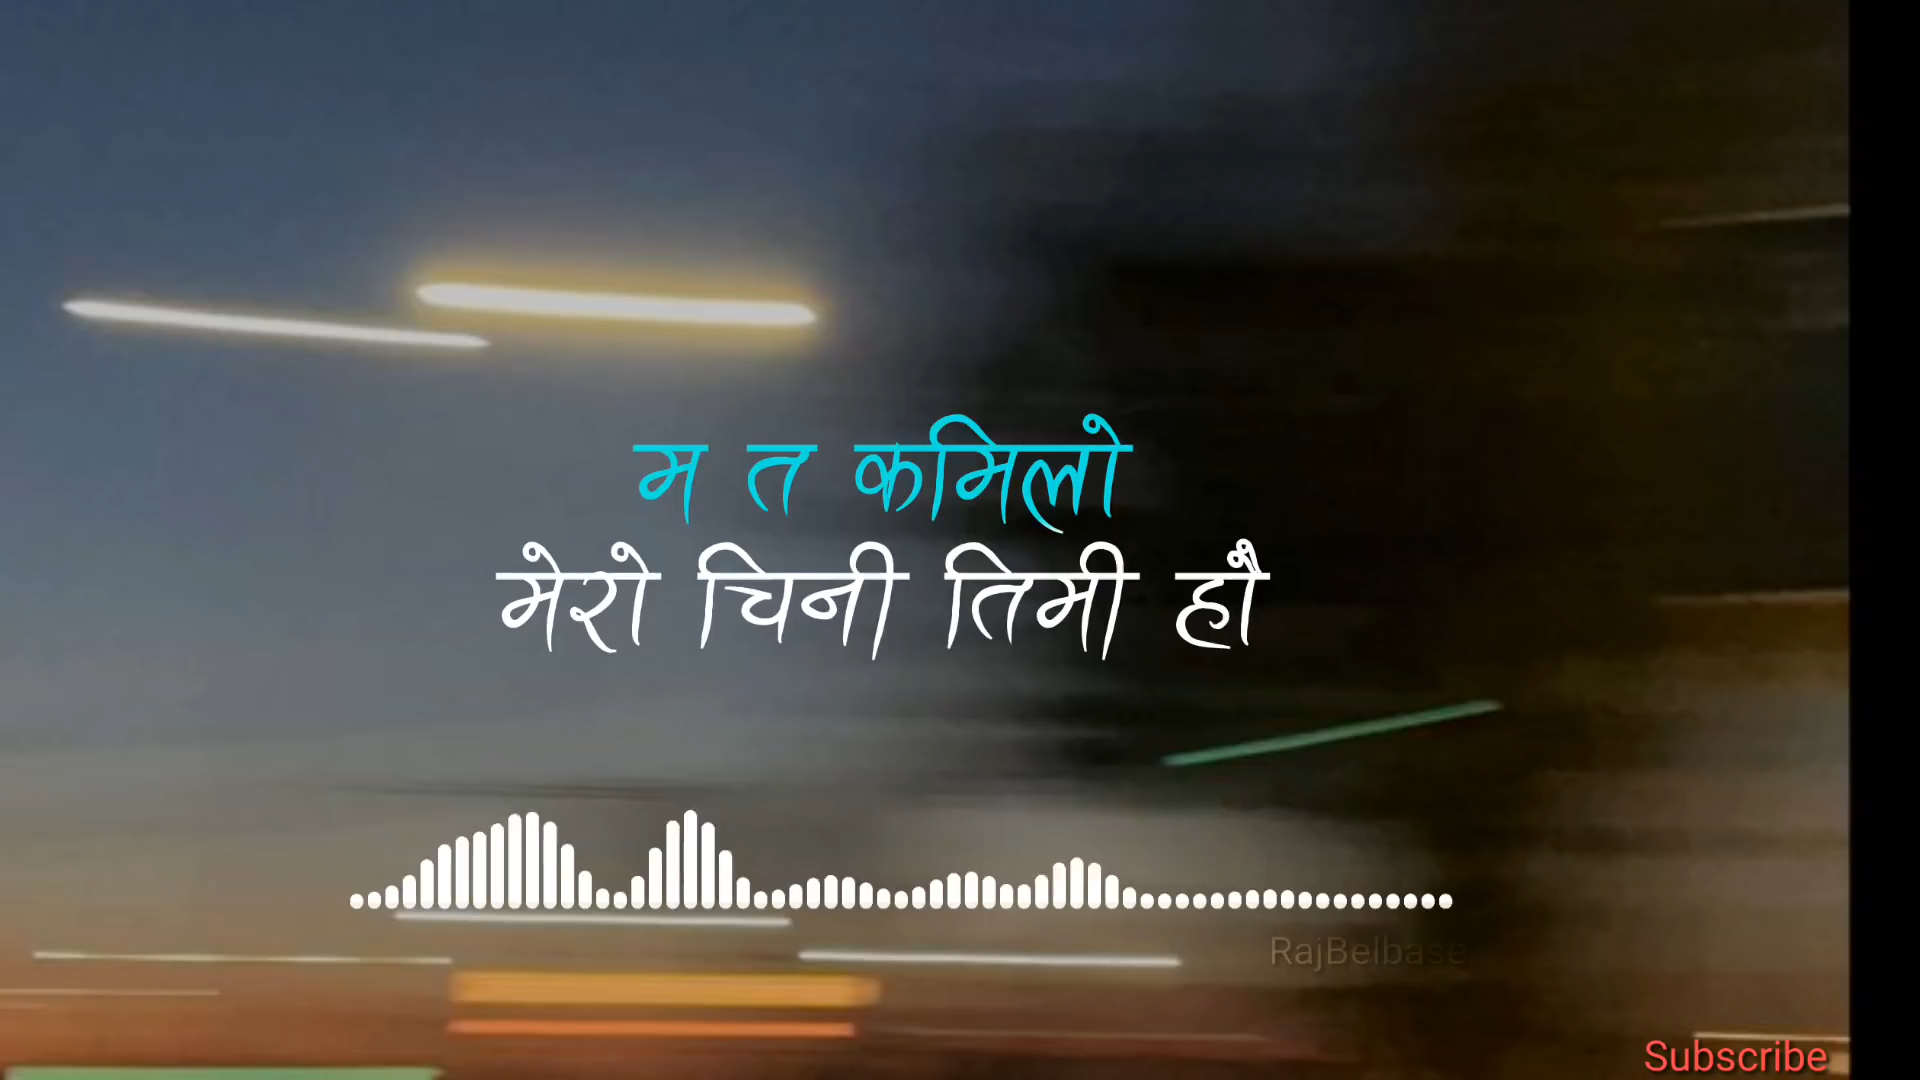 म त कमिलो
मेरो चिनी तिमी हौ
RajBelbase
Subscribe